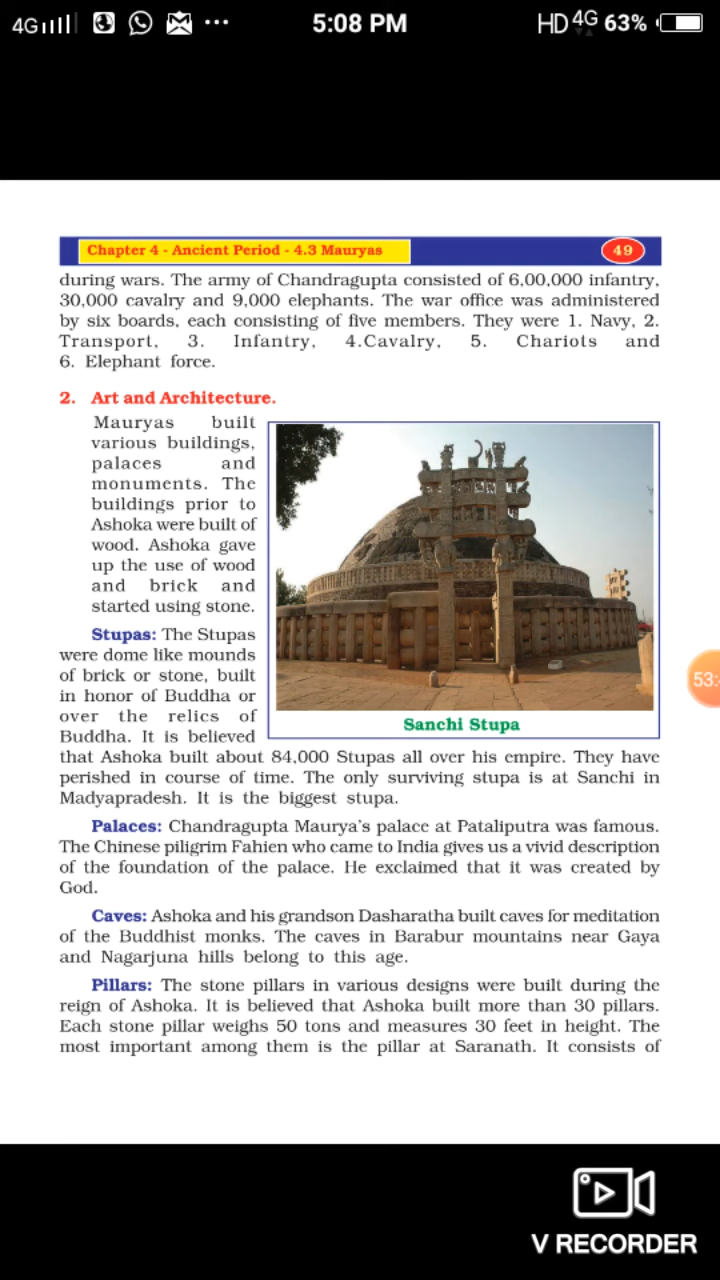 4G 5:08 PM HD 4G 63%
Chapter 4 - Ancient Period - 4.3 Mauryas 49
during wars. The army of Chandragupta consisted of 6,00,000 infantry,
30,000 cavalry and 9,000 elephants. The war office was administered
by six boards, each consisting of five members. They were 1. Navy, 2.
Transport, 3. Infantry, 4.Cavalry, 5. Chariots and
6. Elephant force.
2. Art and Architecture.
Mauryas built
various buildings,
palaces and
monuments. The
buildings prior to
Ashoka were built of
wood. Ashoka gave
up the use of wood
and brick and
started using stone.
Stupas: The Stupas
were dome like mounds
of brick or stone, built
in honor of Buddha or
over the relics of
Buddha. It is believed
Sanchi Stupa
that Ashoka built about 84,000 Stupas all over his empire. They have
perished in course of time. The only surviving stupa is at Sanchi in
Madyapradesh. It is the biggest stupa.
Palaces: Chandragupta Maurya's palace at Pataliputra was famous.
The Chinese piligrim Fahien who came to India gives us a vivid description
of the foundation of the palace. He exclaimed that it was created by
God.
Caves: Ashoka and his grandson Dasharatha built caves for meditation
of the Buddhist monks. The caves in Barabur mountains near Gaya
and Nagarjuna hills belong to this age.
Pillars: The stone pillars in various designs were built during the
reign of Ashoka. It is believed that Ashoka built more than 30 pillars.
Each stone pillar weighs 50 tons and measures 30 feet in height. The
most important among them is the pillar at Saranath. It consists of
V RECORDER